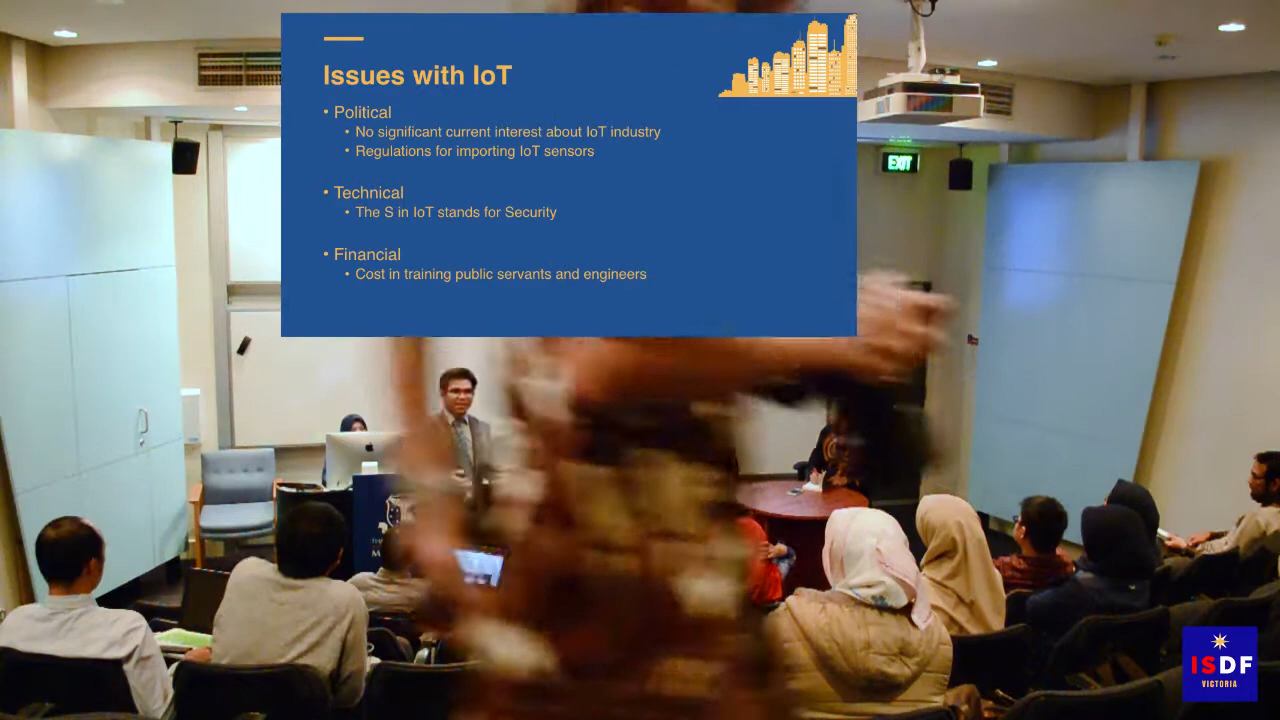 Issues with IoT
• Political
• No significant current interest about IoT industry
• Regulations for importing IoT sensors
• Technical
• The S in IoT stands for Security
• Financial
• Cost in training public servants and engineers
EXIT
ISDF
VICTORIA